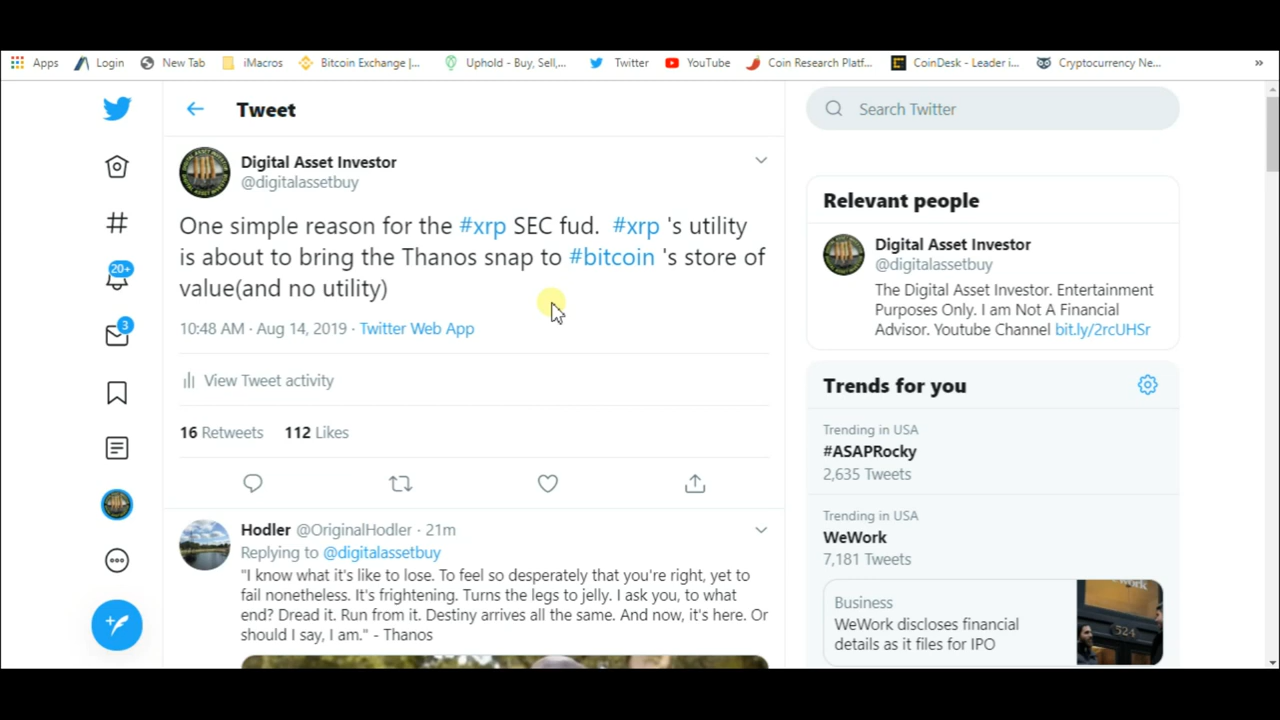 Apps Login New Tab iMacros Bitcoin Exchange |... Uphold - Buy, Sell,... Twitter YouTube Coin Research Platf... CoinDesk - Leader i... Cryptocurrency Ne... »
Tweet
Search Twitter
Digital Asset Investor
@digitalassetbuy
One simple reason for the #xrp SEC fud. #xrp 's utility
is about to bring the Thanos snap to #bitcoin 's store of
value(and no utility)
10:48 AM · Aug 14, 2019 · Twitter Web App
View Tweet activity
16 Retweets 112 Likes
Hodler @OriginalHodler · 21m
Replying to @digitalassetbuy
"I know what it's like to lose. To feel so desperately that you're right, yet to
fail nonetheless. It's frightening. Turns the legs to jelly. I ask you, to what
end? Dread it. Run from it. Destiny arrives all the same. And now, it's here. Or
should I say, I am." - Thanos
20+
3
Relevant people
Digital Asset Investor
@digitalassetbuy
The Digital Asset Investor. Entertainment
Purposes Only. I am Not A Financial
Advisor. Youtube Channel bit.ly/2rcUHSr
Trends for you
Trending in USA
#ASAPRocky
2,635 Tweets
Trending in USA
WeWork
7,181 Tweets
Business
WeWork discloses financial
details as it files for IPO
524